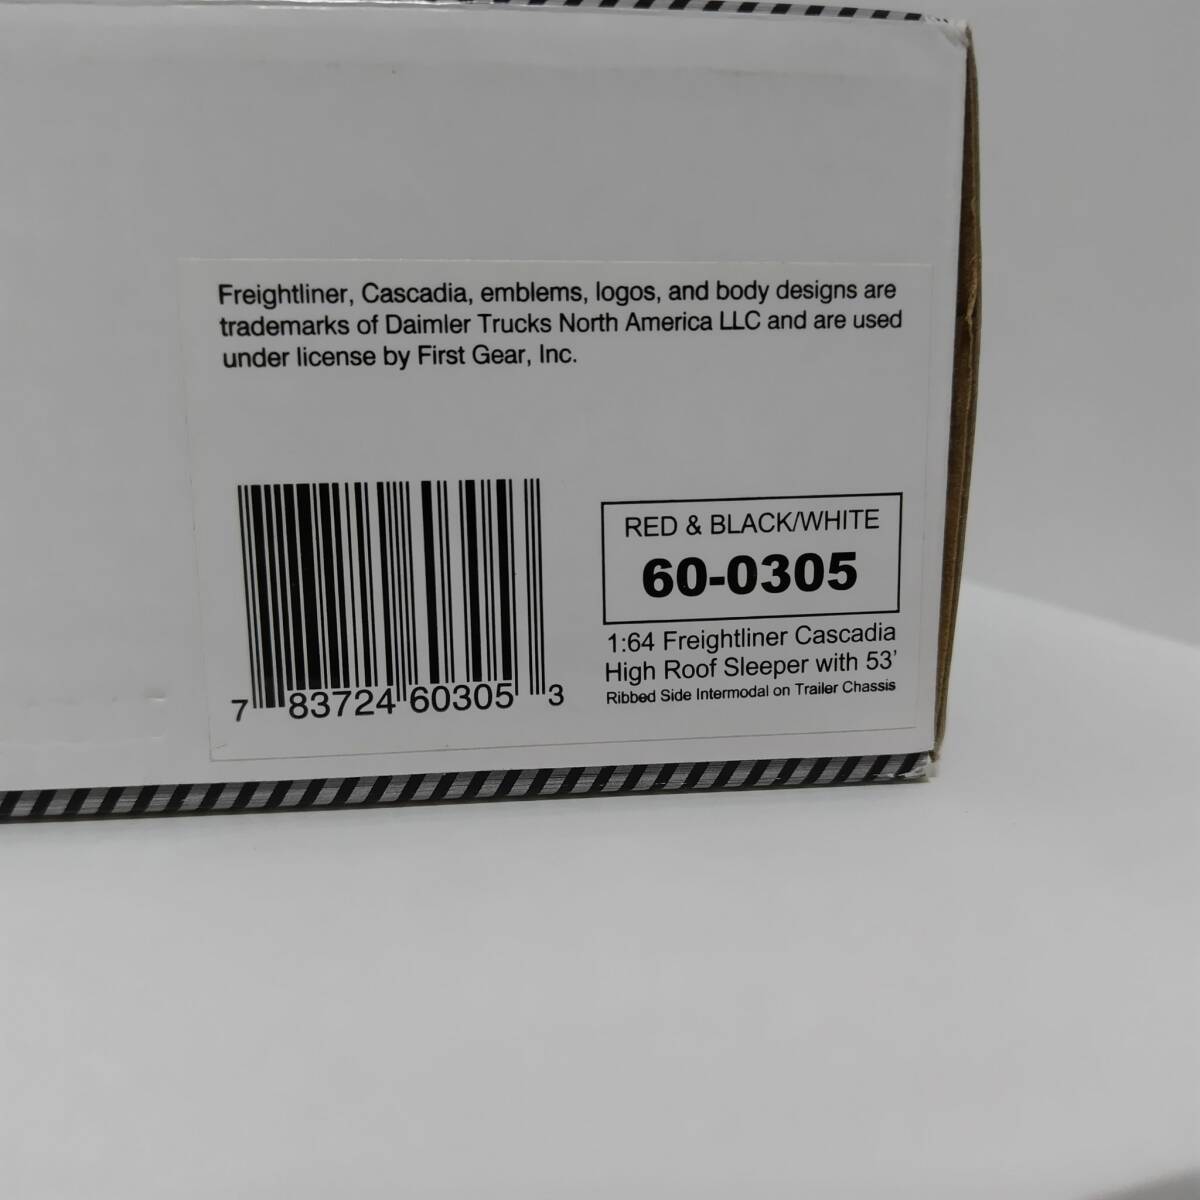 Freightliner, Cascadia, emblems, logos, and body designs are
trademarks of Daimler Trucks North America LLC and are used
under license by First Gear, Inc.
RED & BLACK/WHITE
60-0305
1:64 Freightliner Cascadia
High Roof Sleeper with 53'
Ribbed Side Intermodal on Trailer Chassis
7 83724 60305 3